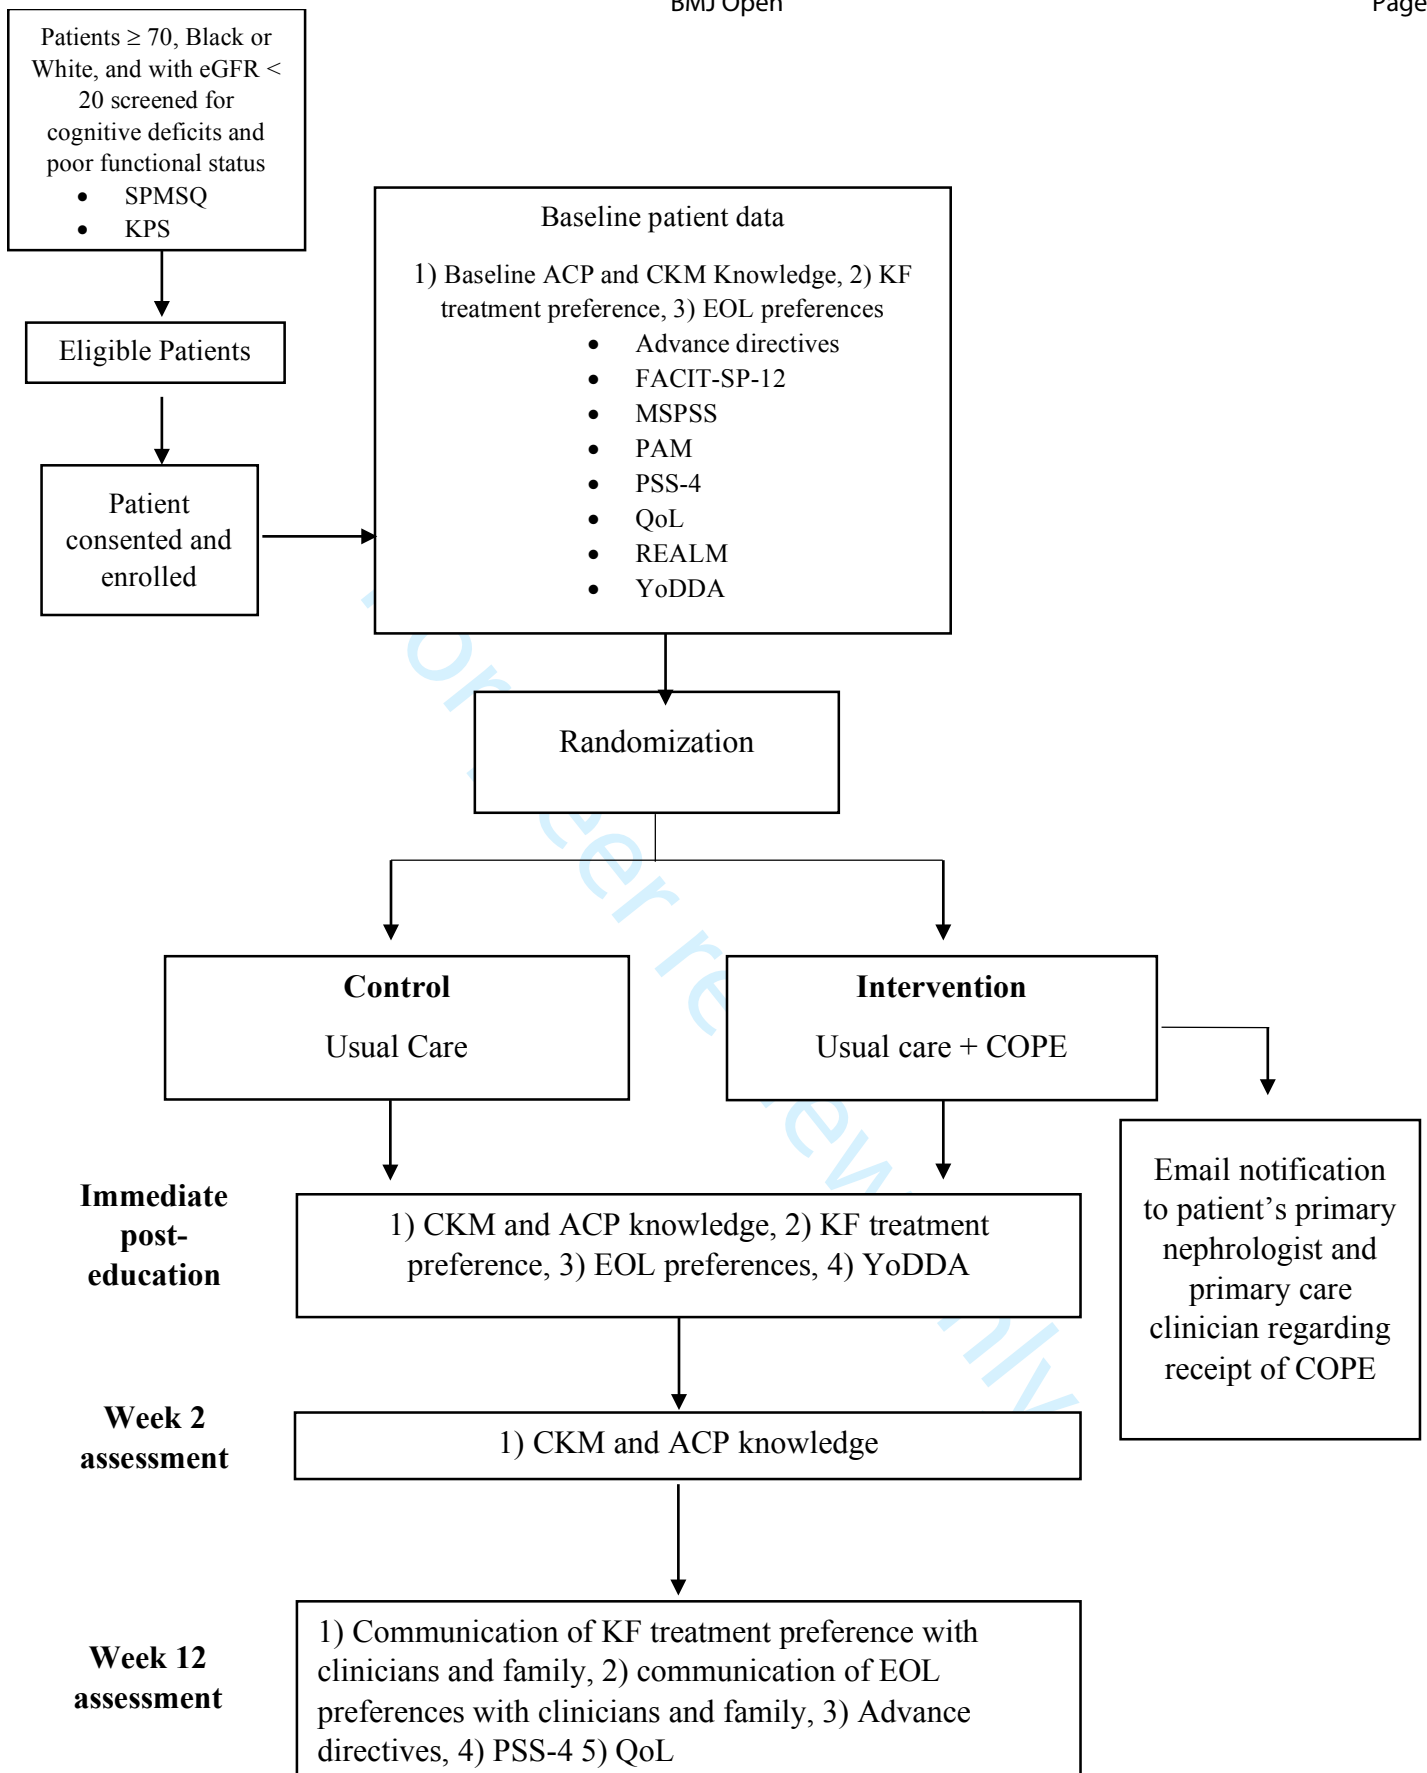 BMJ Open
Page
Patients ≥ 70, Black or
White, and with eGFR <
20 screened for
cognitive deficits and
poor functional status
• SPMSQ
• KPS
Eligible Patients
Patient
consented and
enrolled
Baseline patient data
1) Baseline ACP and CKM Knowledge, 2) KF
treatment preference, 3) EOL preferences
• Advance directives
• FACIT-SP-12
• MSPSS
• PAM
• PSS-4
• QoL
• REALM
• YoDDA
Randomization
Control
Usual Care
Intervention
Usual care + COPE
Email notification
to patient’s primary
nephrologist and
primary care
clinician regarding
receipt of COPE
Immediate
post-
education
1) CKM and ACP knowledge, 2) KF treatment
preference, 3) EOL preferences, 4) YoDDA
Week 2
assessment
1) CKM and ACP knowledge
Week 12
assessment
1) Communication of KF treatment preference with
clinicians and family, 2) communication of EOL
preferences with clinicians and family, 3) Advance
directives, 4) PSS-4 5) QoL